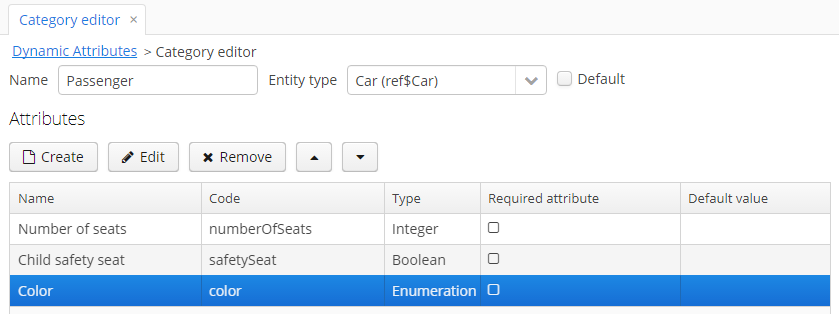 Category editor ×
Dynamic Attributes > Category editor
Name Passenger Entity type Car (ref$Car) Default
Attributes
Create Edit Remove
Name Code Type Required attribute Default value
Number of seats numberOfSeats Integer
Child safety seat safetySeat Boolean
Color color Enumeration